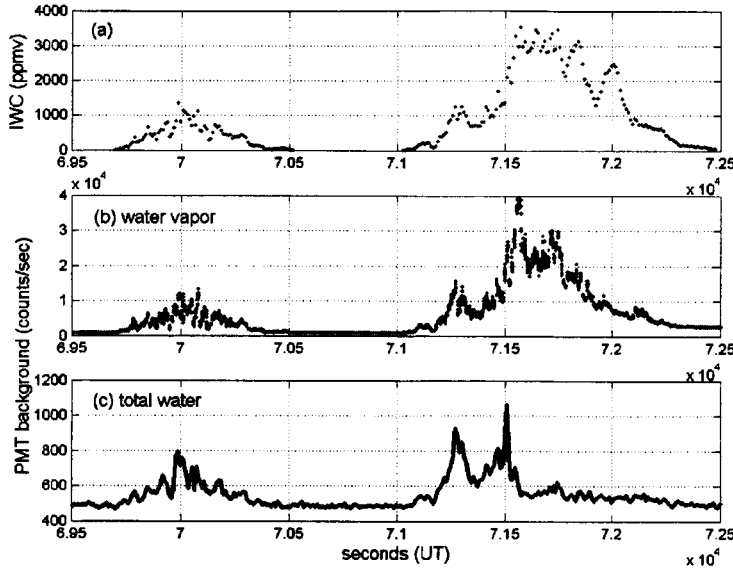 (a)
IWC (ppmv)
4000
3000
2000
1000
0
6.95 7 7.05 7.1 7.15 7.2 7.25
x 10^4
x 10^4
(b) water vapor
4
3
2
1
0
6.95 7 7.05 7.1 7.15 7.2 7.25
x 10^4
PMT background (counts/sec)
(c) total water
1200
1000
800
600
400
6.95 7 7.05 7.1 7.15 7.2 7.25
seconds (UT)
x 10^4